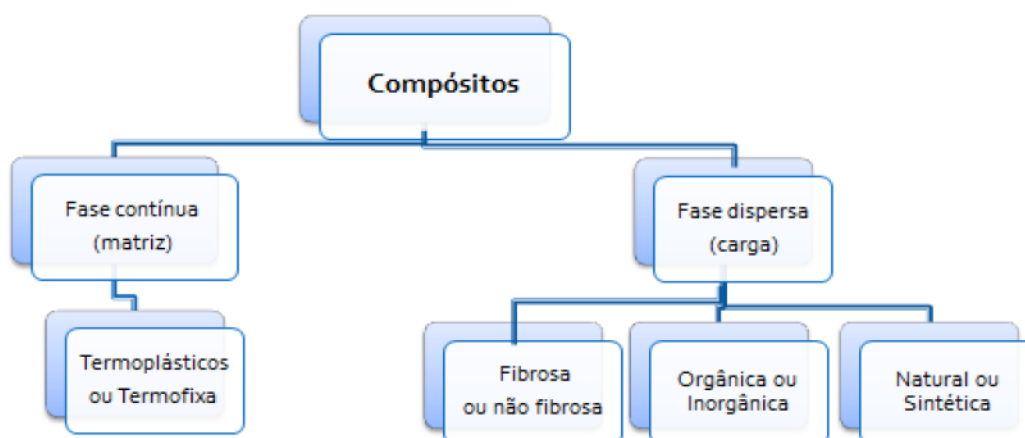 Compósitos
Fase contínua
(matriz)
Fase dispersa
(carga)
Termoplásticos
ou Termofixa
Fibrosa
ou não fibrosa
Orgânica ou
Inorgânica
Natural ou
Sintética